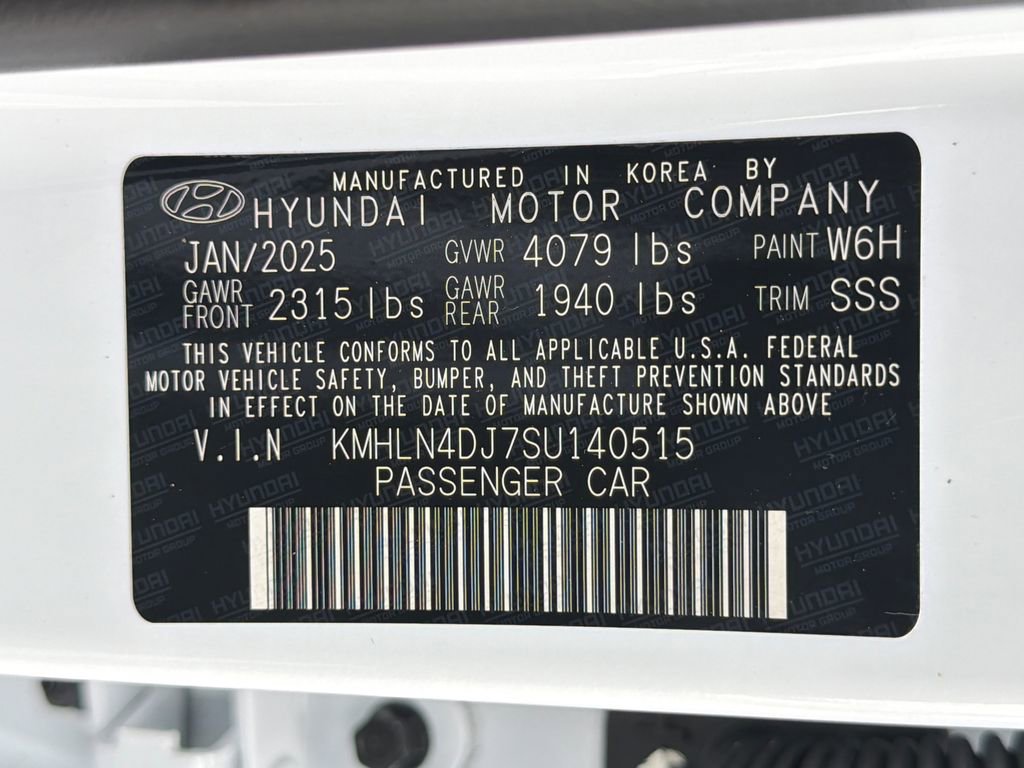 MANUFACTURED IN KOREA BY
HYUNDAI MOTOR COMPANY
JAN/2025 GVWR 4079 lbs PAINT W6H
GAWR FRONT 2315 lbs GAWR REAR 1940 lbs TRIM SSS
THIS VEHICLE CONFORMS TO ALL APPLICABLE U.S.A. FEDERAL
MOTOR VEHICLE SAFETY, BUMPER, AND THEFT PREVENTION STANDARDS
IN EFFECT ON THE DATE OF MANUFACTURE SHOWN ABOVE
V.I.N KMHLN4DJ7SU140515
PASSENGER CAR